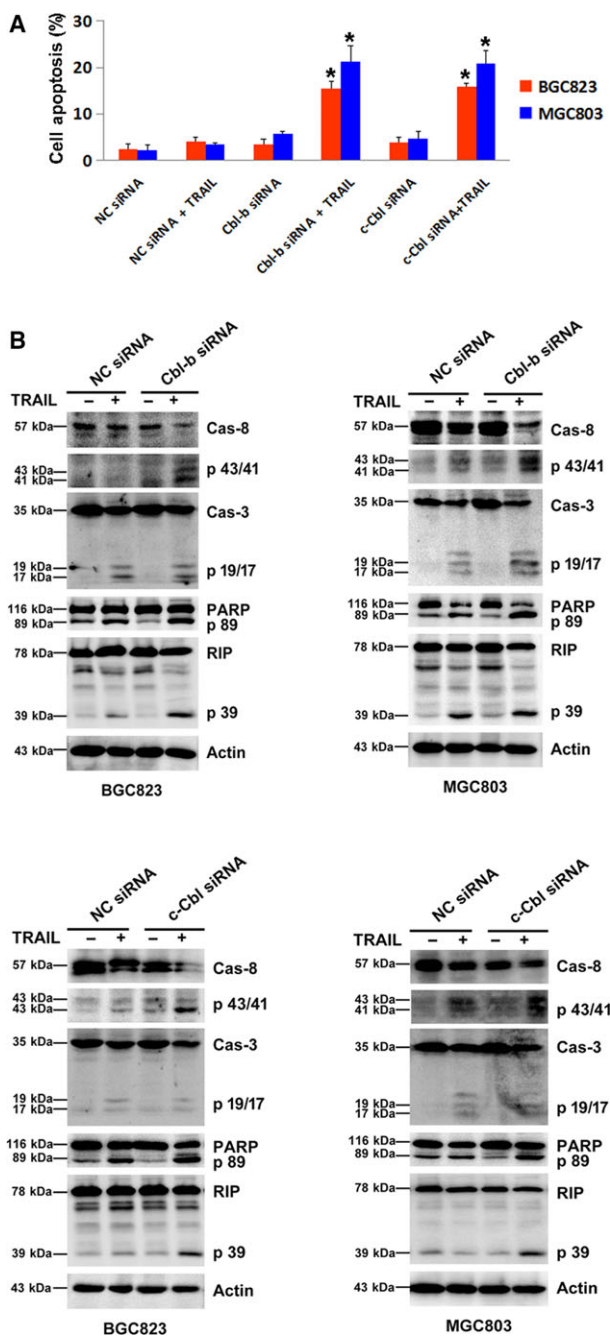 A
Cell apoptosis (%)
30
20
10
0
* * * *
BGC823
MGC803
NC siRNA
NC siRNA + TRAIL
Cbl-b siRNA
Cbl-b siRNA + TRAIL
c-Cbl siRNA
c-Cbl siRNA+TRAIL
B
NC siRNA Cbl-b siRNA
TRAIL – + – +
57 kDa Cas-8
43 kDa p 43/41
41 kDa
35 kDa Cas-3
19 kDa p 19/17
17 kDa
116 kDa PARP
89 kDa p 89
78 kDa RIP
39 kDa p 39
43 kDa Actin
BGC823
NC siRNA Cbl-b siRNA
TRAIL – + – +
57 kDa Cas-8
43 kDa p 43/41
41 kDa
35 kDa Cas-3
19 kDa p 19/17
17 kDa
116 kDa PARP
89 kDa p 89
78 kDa RIP
39 kDa p 39
43 kDa Actin
MGC803
NC siRNA c-Cbl siRNA
TRAIL – + – +
57 kDa Cas-8
43 kDa p 43/41
43 kDa
35 kDa Cas-3
19 kDa p 19/17
17 kDa
116 kDa PARP
89 kDa p 89
78 kDa RIP
39 kDa p 39
43 kDa Actin
BGC823
NC siRNA c-Cbl siRNA
TRAIL – + – +
57 kDa Cas-8
43 kDa p 43/41
41 kDa
35 kDa Cas-3
19 kDa p 19/17
17 kDa
116 kDa PARP
89 kDa p 89
78 kDa RIP
39 kDa p 39
43 kDa Actin
MGC803